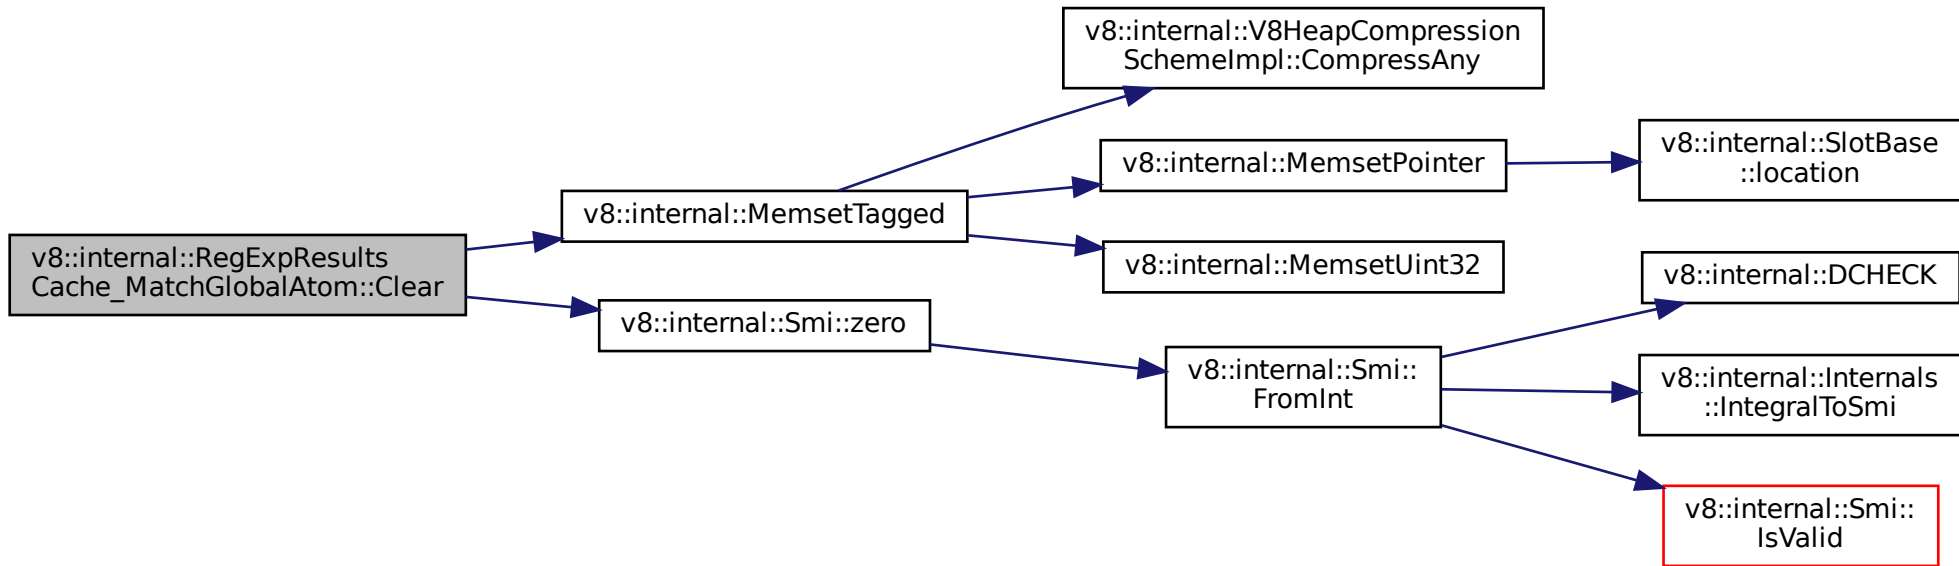 v8::internal::RegExpResults
Cache_MatchGlobalAtom::Clear
v8::internal::MemsetTagged
v8::internal::Smi::zero
v8::internal::V8HeapCompression
SchemeImpl::CompressAny
v8::internal::MemsetPointer
v8::internal::MemsetUint32
v8::internal::Smi::
FromInt
v8::internal::SlotBase
::location
v8::internal::DCHECK
v8::internal::Internals
::IntegralToSmi
v8::internal::Smi::
IsValid